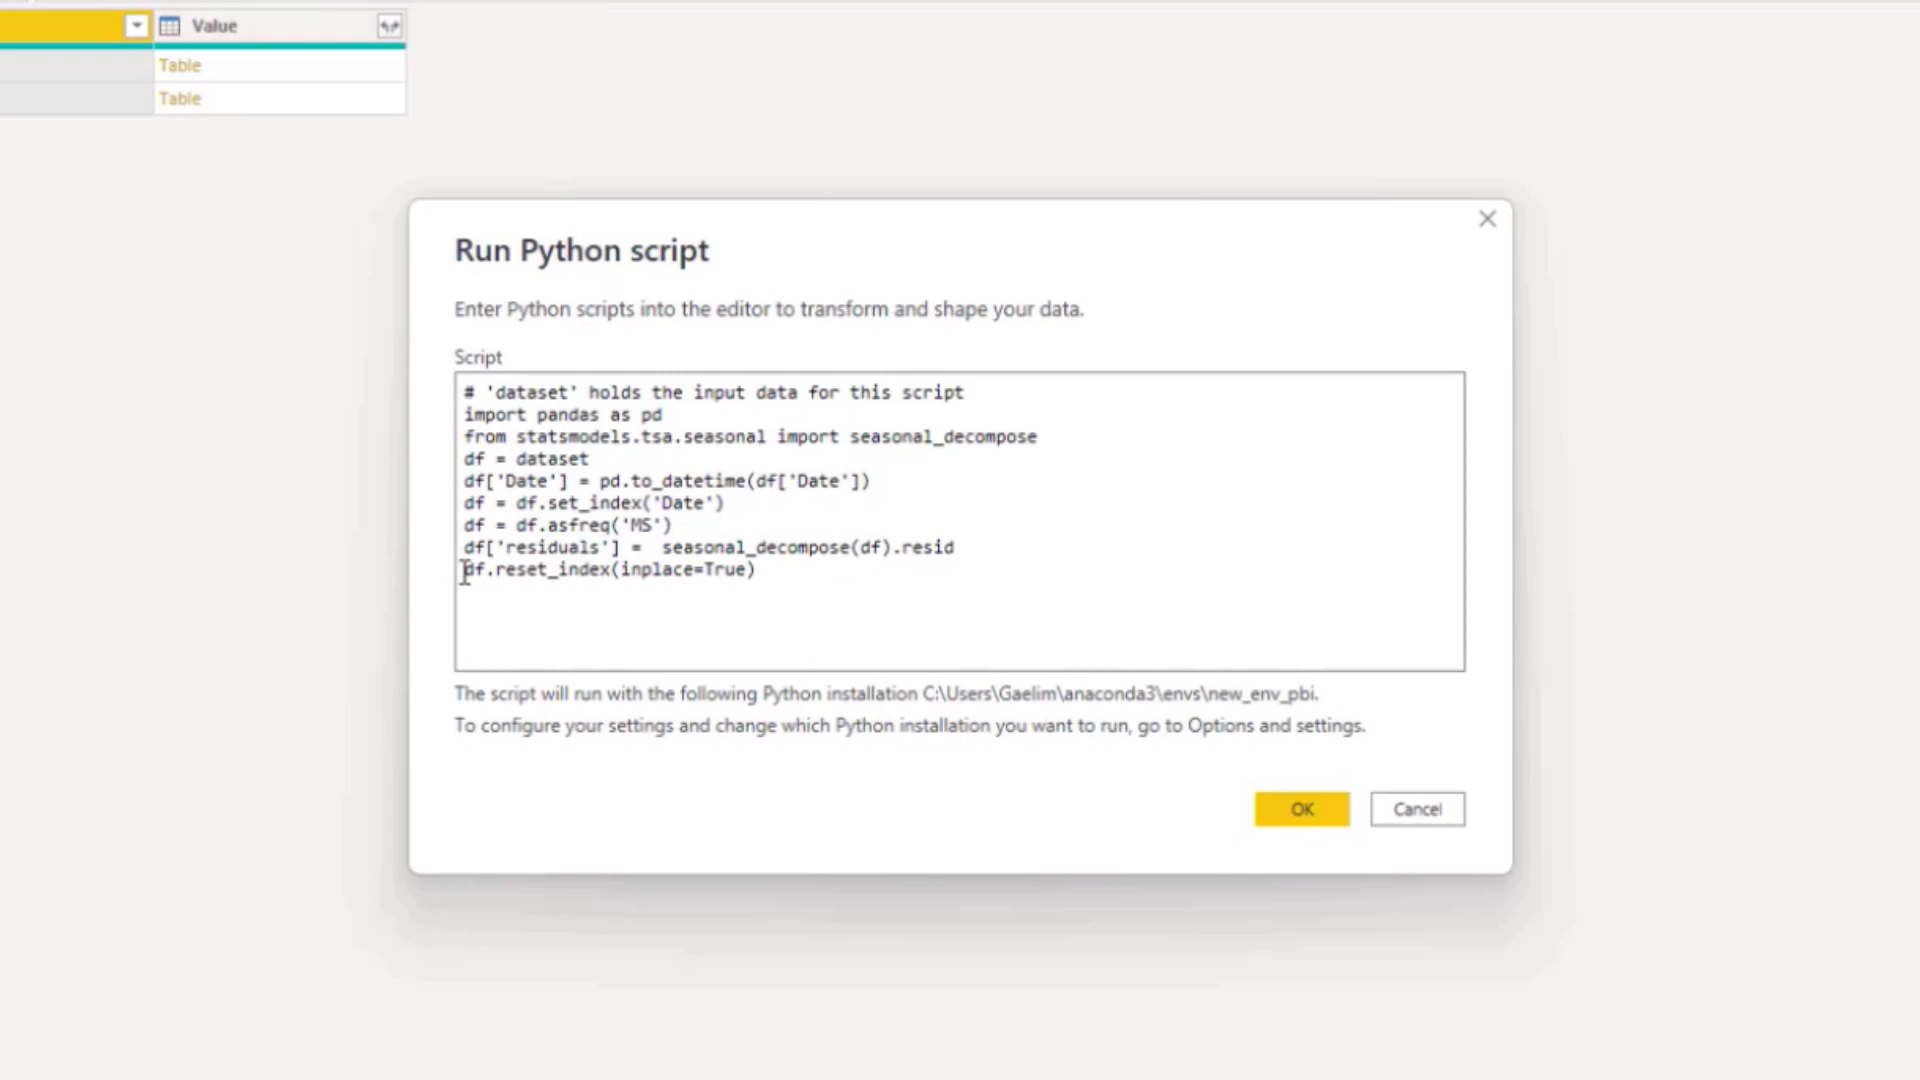 Value
Table
Table
Run Python script
Enter Python scripts into the editor to transform and shape your data.
Script
# 'dataset' holds the input data for this script
import pandas as pd
from statsmodels.tsa.seasonal import seasonal_decompose
df = dataset
df['Date'] = pd.to_datetime(df['Date'])
df = df.set_index('Date')
df = df.asfreq('MS')
df['residuals'] =  seasonal_decompose(df).resid
df.reset_index(inplace=True)
The script will run with the following Python installation C:\Users\Gaelim\anaconda3\envs\new_env_pbi.
To configure your settings and change which Python installation you want to run, go to Options and settings.
OK
Cancel